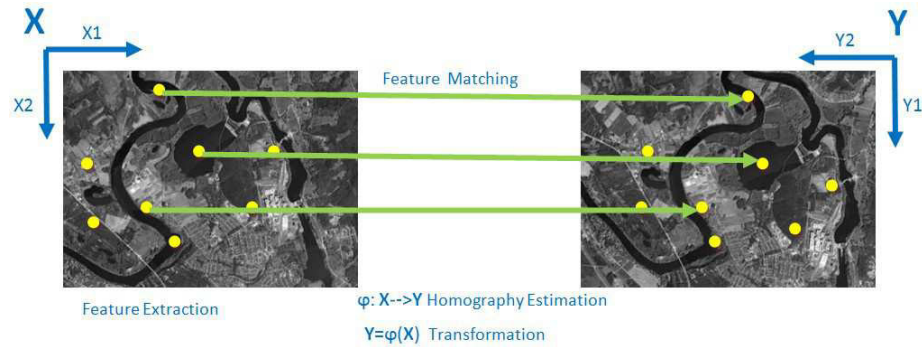 X
Y
X1
Y2
Feature Matching
X2
Y1
Feature Extraction
φ: X-->Y Homography Estimation
Y=φ(X) Transformation